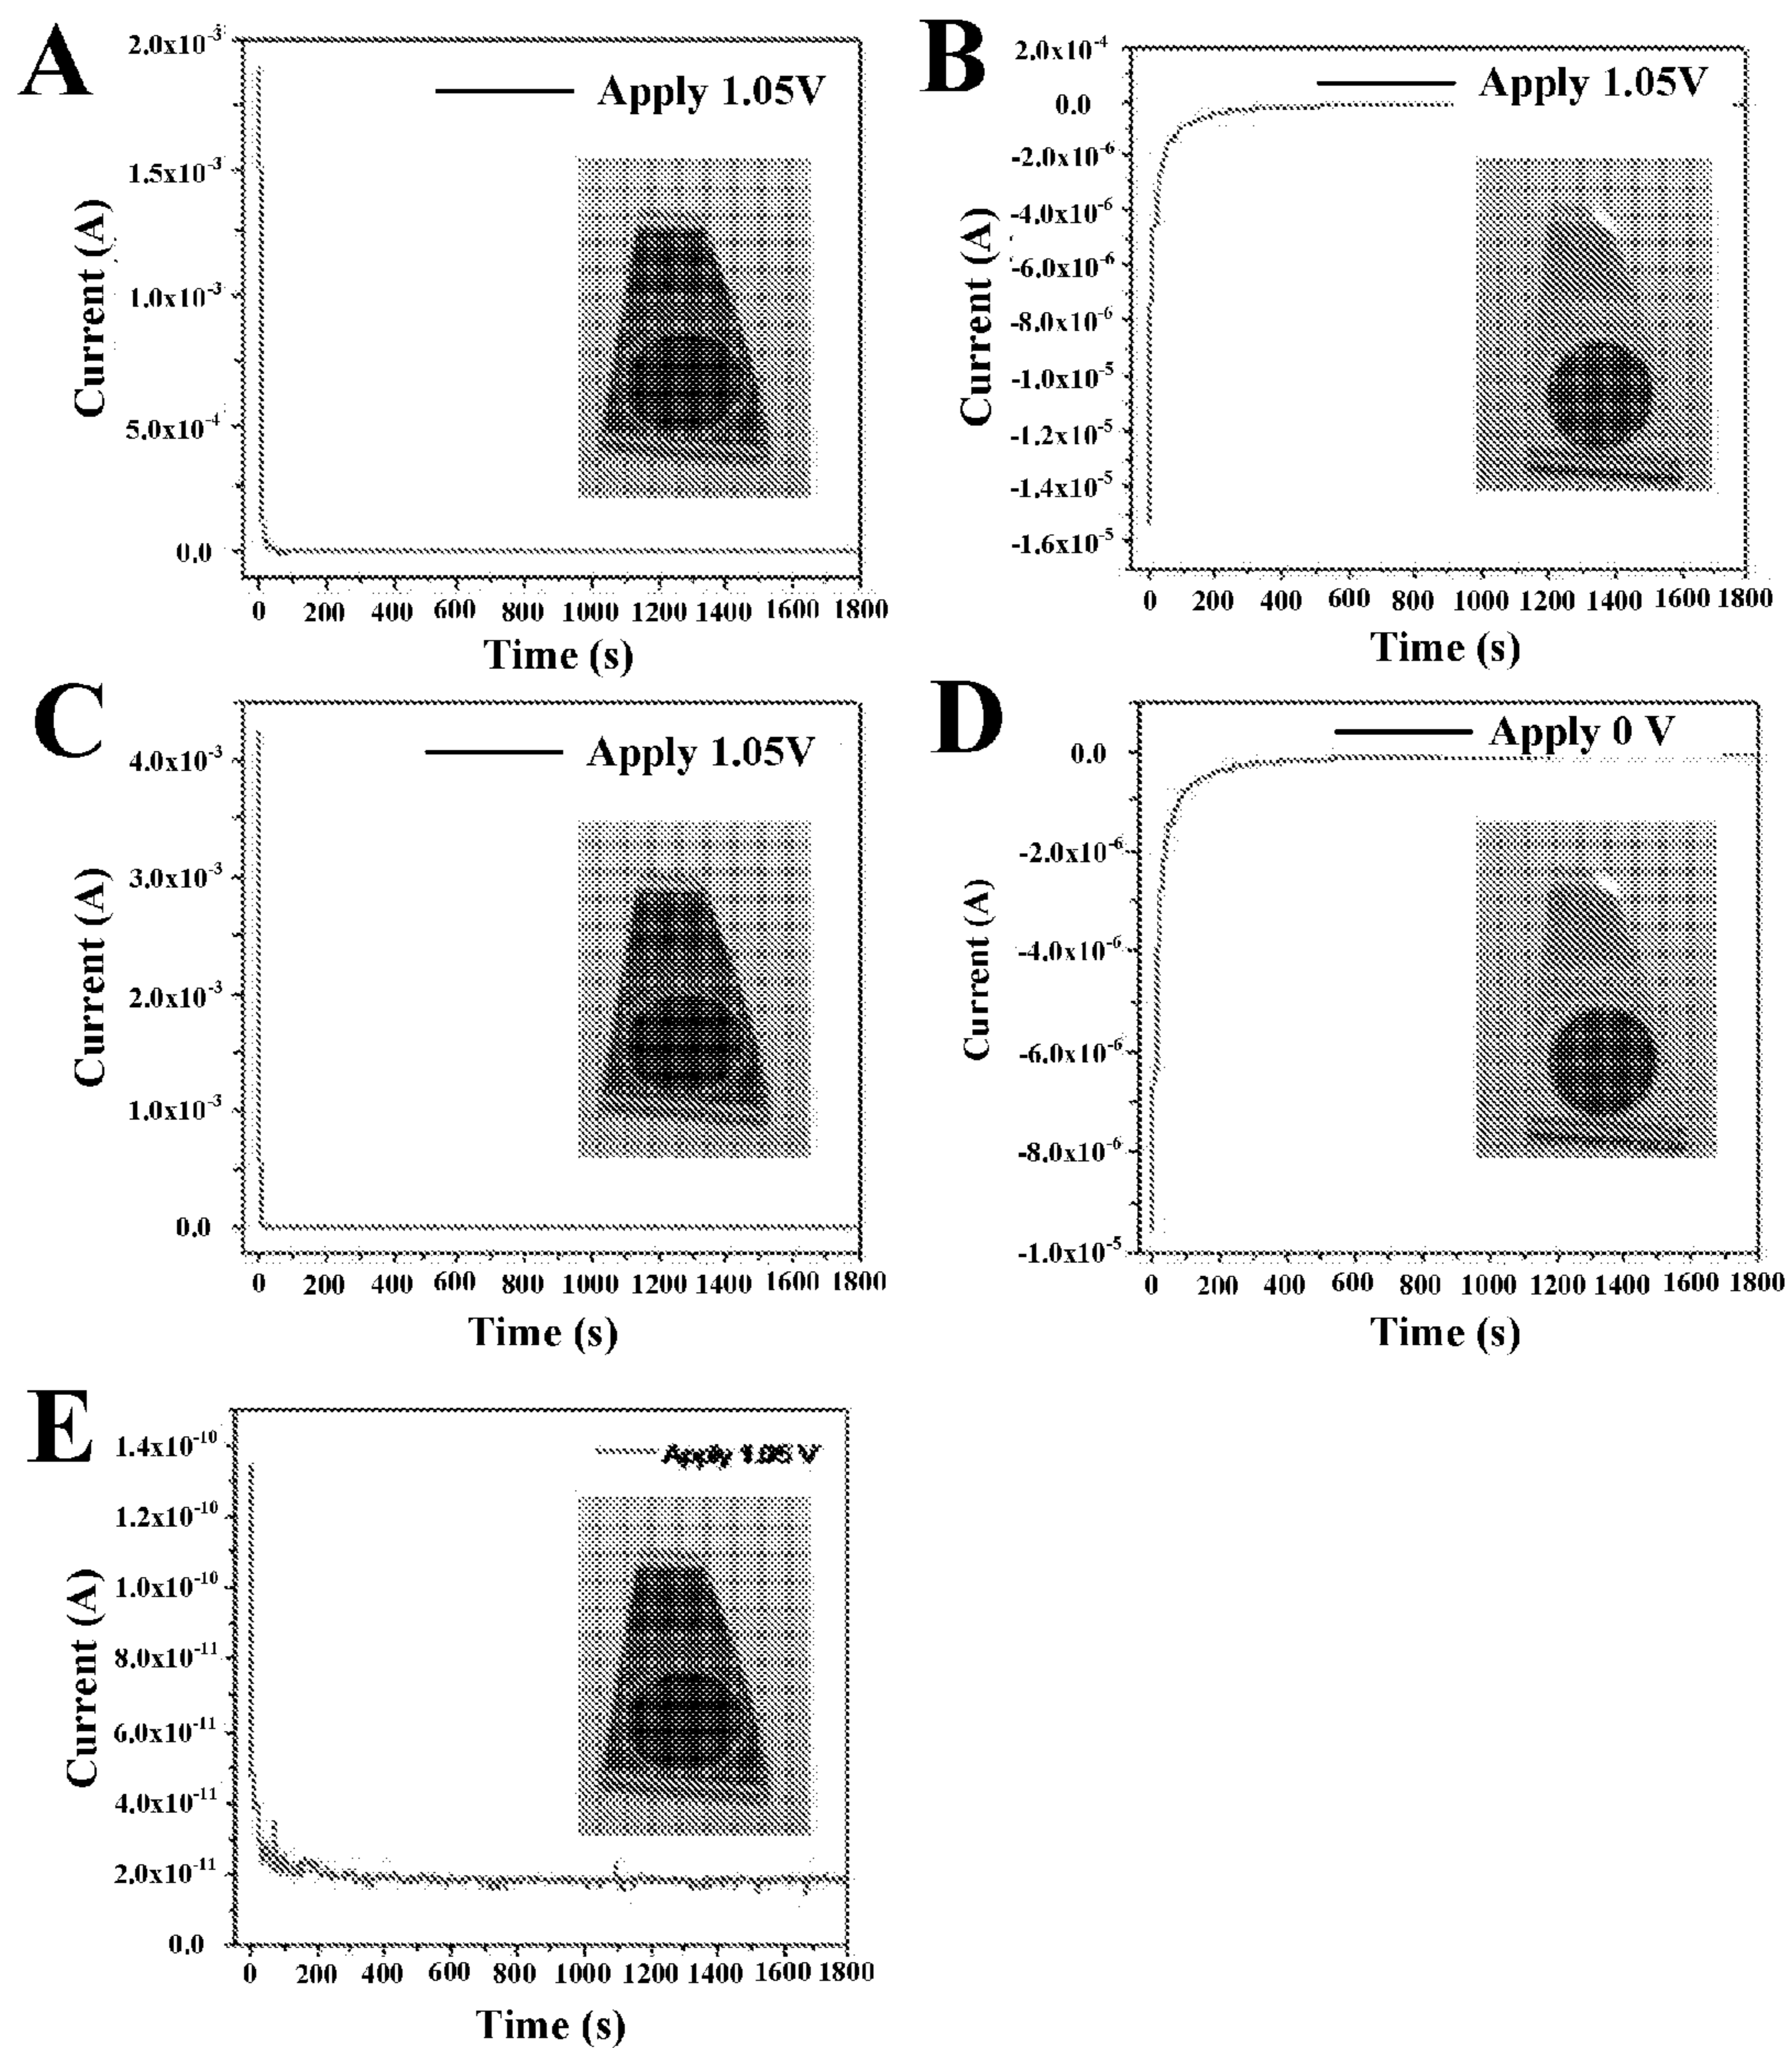 A
2.0x10-3
1.5x10-3
1.0x10-3
5.0x10-4
0.0
Current (A)
Apply 1.05V
0 200 400 600 800 1000 1200 1400 1600 1800
Time (s)
B
2.0x10-4
0.0
-2.0x10-6
-4.0x10-6
-6.0x10-6
-8.0x10-6
-1.0x10-5
-1.2x10-5
-1.4x10-5
-1.6x10-5
Current (A)
Apply 1.05V
0 200 400 600 800 1000 1200 1400 1600 1800
Time (s)
C
4.0x10-3
3.0x10-3
2.0x10-3
1.0x10-3
0.0
Current (A)
Apply 1.05V
0 200 400 600 800 1000 1200 1400 1600 1800
Time (s)
D
0.0
-2.0x10-6
-4.0x10-6
-6.0x10-6
-8.0x10-6
-1.0x10-5
Current (A)
Apply 0 V
0 200 400 600 800 1000 1200 1400 1600 1800
Time (s)
E
1.4x10-10
1.2x10-10
1.0x10-10
8.0x10-11
6.0x10-11
4.0x10-11
2.0x10-11
0.0
Current (A)
Apply 1.05 V
0 200 400 600 800 1000 1200 1400 1600 1800
Time (s)